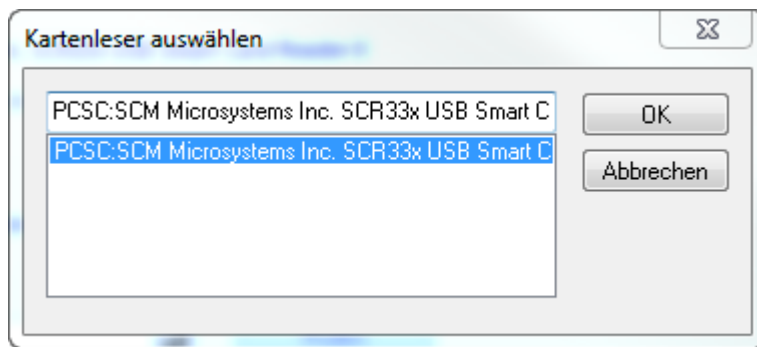 Kartenleser auswählen
PCSC:SCM Microsystems Inc. SCR33x USB Smart C
OK
PCSC:SCM Microsystems Inc. SCR33x USB Smart C
Abbrechen